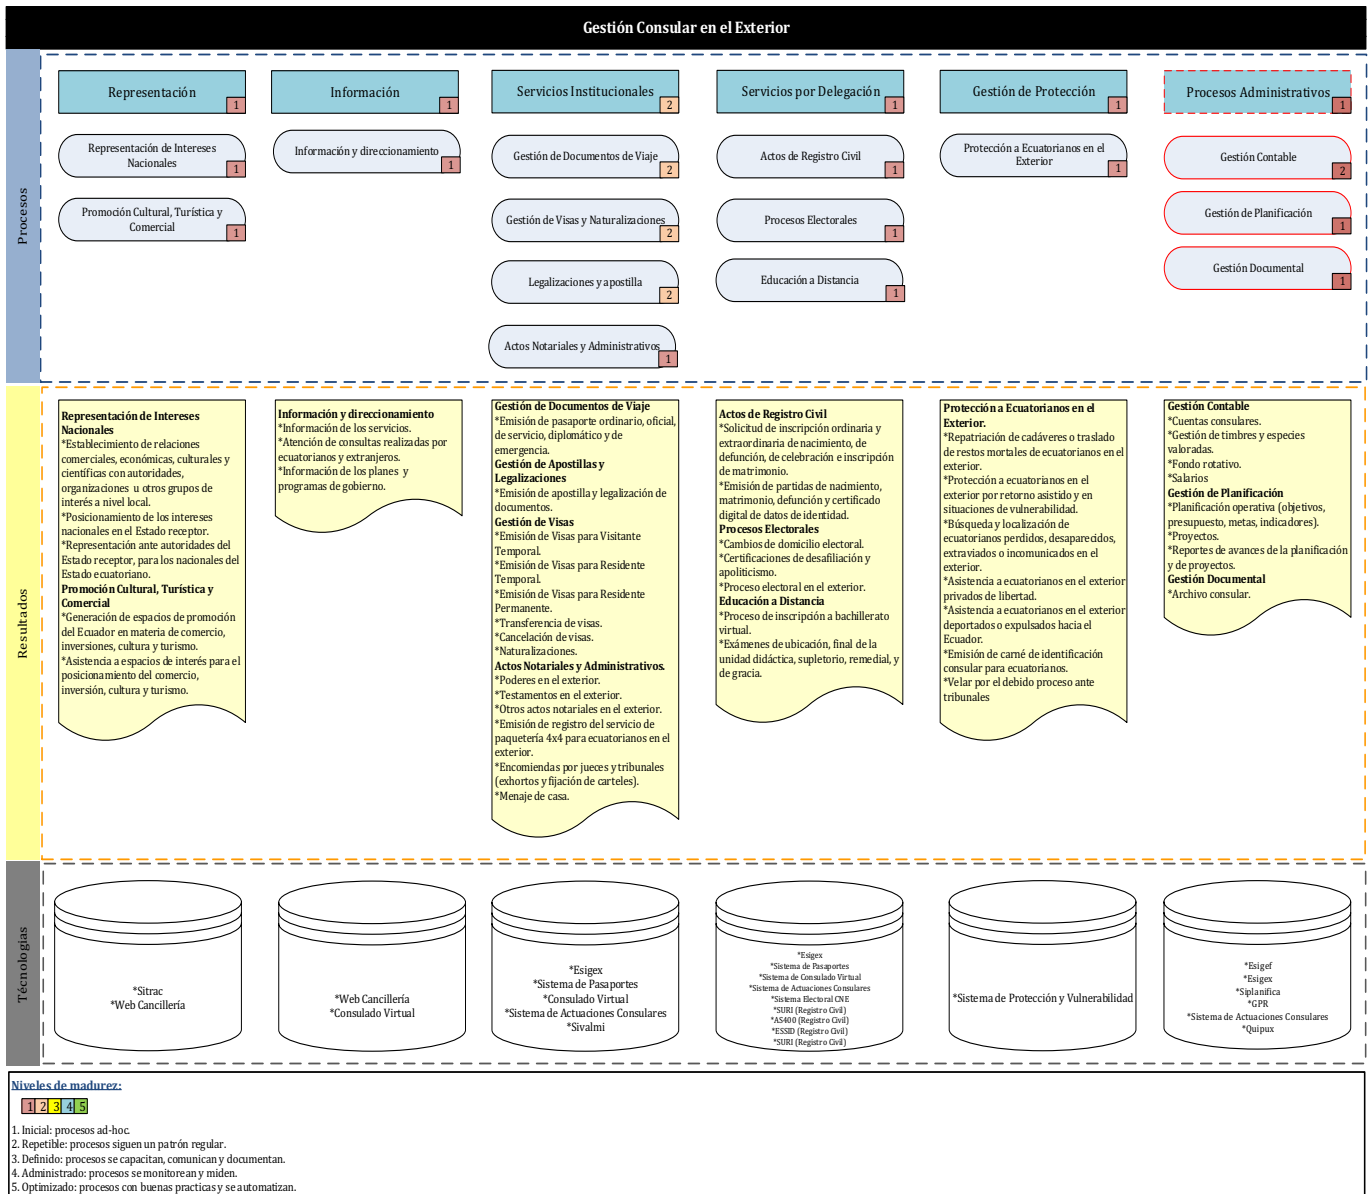 Gestión Consular en el Exterior
Procesos
Representación
1
Información
1
Servicios Institucionales
2
Servicios por Delegación
1
Gestión de Protección
1
Procesos Administrativos
1
Representación de Intereses
Nacionales
1
Promoción Cultural, Turística y
Comercial
1
Información y direccionamiento
1
Gestión de Documentos de Viaje
2
Gestión de Visas y Naturalizaciones
2
Legalizaciones y apostilla
2
Actos Notariales y Administrativos
1
Actos de Registro Civil
1
Procesos Electorales
1
Educación a Distancia
1
Protección a Ecuatorianos en el
Exterior
1
Gestión Contable
2
Gestión de Planificación
1
Gestión Documental
1
Resultados
Representación de Intereses
Nacionales
*Establecimiento de relaciones
comerciales, económicas, culturales y
científicas con autoridades,
organizaciones u otros grupos de
interés a nivel local.
*Posicionamiento de los intereses
nacionales en el Estado receptor.
*Representación ante autoridades del
Estado receptor, para los nacionales del
Estado ecuatoriano.
Promoción Cultural, Turística y
Comercial
*Generación de espacios de promoción
del Ecuador en materia de comercio,
inversiones, cultura y turismo.
*Asistencia a espacios de interés para el
posicionamiento del comercio,
inversión, cultura y turismo.
Información y direccionamiento
*Información de los servicios.
*Atención de consultas realizadas por
ecuatorianos y extranjeros.
*Información de los planes y
programas de gobierno.
Gestión de Documentos de Viaje
*Emisión de pasaporte ordinario, oficial,
de servicio, diplomático y de
emergencia.
Gestión de Apostillas y
Legalizaciones
*Emisión de apostilla y legalización de
documentos.
Gestión de Visas
*Emisión de Visas para Visitante
Temporal.
*Emisión de Visas para Residente
Temporal.
*Emisión de Visas para Residente
Permanente.
*Transferencia de visas.
*Cancelación de visas.
*Naturalizaciones.
Actos Notariales y Administrativos.
*Poderes en el exterior.
*Testamentos en el exterior.
*Otros actos notariales en el exterior.
*Emisión de registro del servicio de
paquetería 4x4 para ecuatorianos en el
exterior.
*Encomiendas por jueces y tribunales
(exhortos y fijación de carteles).
*Menaje de casa.
Actos de Registro Civil
*Solicitud de inscripción ordinaria y
extraordinaria de nacimiento, de
defunción, de celebración e inscripción
de matrimonio.
*Emisión de partidas de nacimiento,
matrimonio, defunción y certificado
digital de datos de identidad.
Procesos Electorales
*Cambios de domicilio electoral.
*Certificaciones de desafiliación y
apoliticismo.
*Proceso electoral en el exterior.
Educación a Distancia
*Proceso de inscripción a bachillerato
virtual.
*Exámenes de ubicación, final de la
unidad didáctica, supletorio, remedial, y
de gracia.
Protección a Ecuatorianos en el
Exterior.
*Repatriación de cadáveres o traslado
de restos mortales de ecuatorianos en el
exterior.
*Protección a ecuatorianos en el
exterior por retorno asistido y en
situaciones de vulnerabilidad.
*Búsqueda y localización de
ecuatorianos perdidos, desaparecidos,
extraviados o incomunicados en el
exterior.
*Asistencia a ecuatorianos en el exterior
privados de libertad.
*Asistencia a ecuatorianos en el exterior
deportados o expulsados hacia el
Ecuador.
*Emisión de carné de identificación
consular para ecuatorianos.
*Velar por el debido proceso ante
tribunales
Gestión Contable
*Cuentas consulares.
*Gestión de timbres y especies
valoradas.
*Fondo rotativo.
*Salarios
Gestión de Planificación
*Planificación operativa (objetivos,
presupuesto, metas, indicadores).
*Proyectos.
*Reportes de avances de la planificación
y de proyectos.
Gestión Documental
*Archivo consular.
Técnologias
*Sitrac
*Web Cancillería
*Web Cancillería
*Consulado Virtual
*Esigex
*Sistema de Pasaportes
*Consulado Virtual
*Sistema de Actuaciones Consulares
*Sivalmi
*Esigex
*Sistema de Pasaportes
*Sistema de Consulado Virtual
*Sistema de Actuaciones Consulares
*Sistema Electoral CNE
*SURI (Registro Civil)
*AS400 (Registro Civil)
*ESSID (Registro Civil)
*SURI (Registro Civil)
*Sistema de Protección y Vulnerabilidad
*Esigef
*Esigex
*Siplanifica
*GPR
*Sistema de Actuaciones Consulares
*Quipux
Niveles de madurez:
1 2 3 4 5
1. Inicial: procesos ad-hoc.
2. Repetible: procesos siguen un patrón regular.
3. Definido: procesos se capacitan, comunican y documentan.
4. Administrado: procesos se monitorean y miden.
5. Optimizado: procesos con buenas practicas y se automatizan.